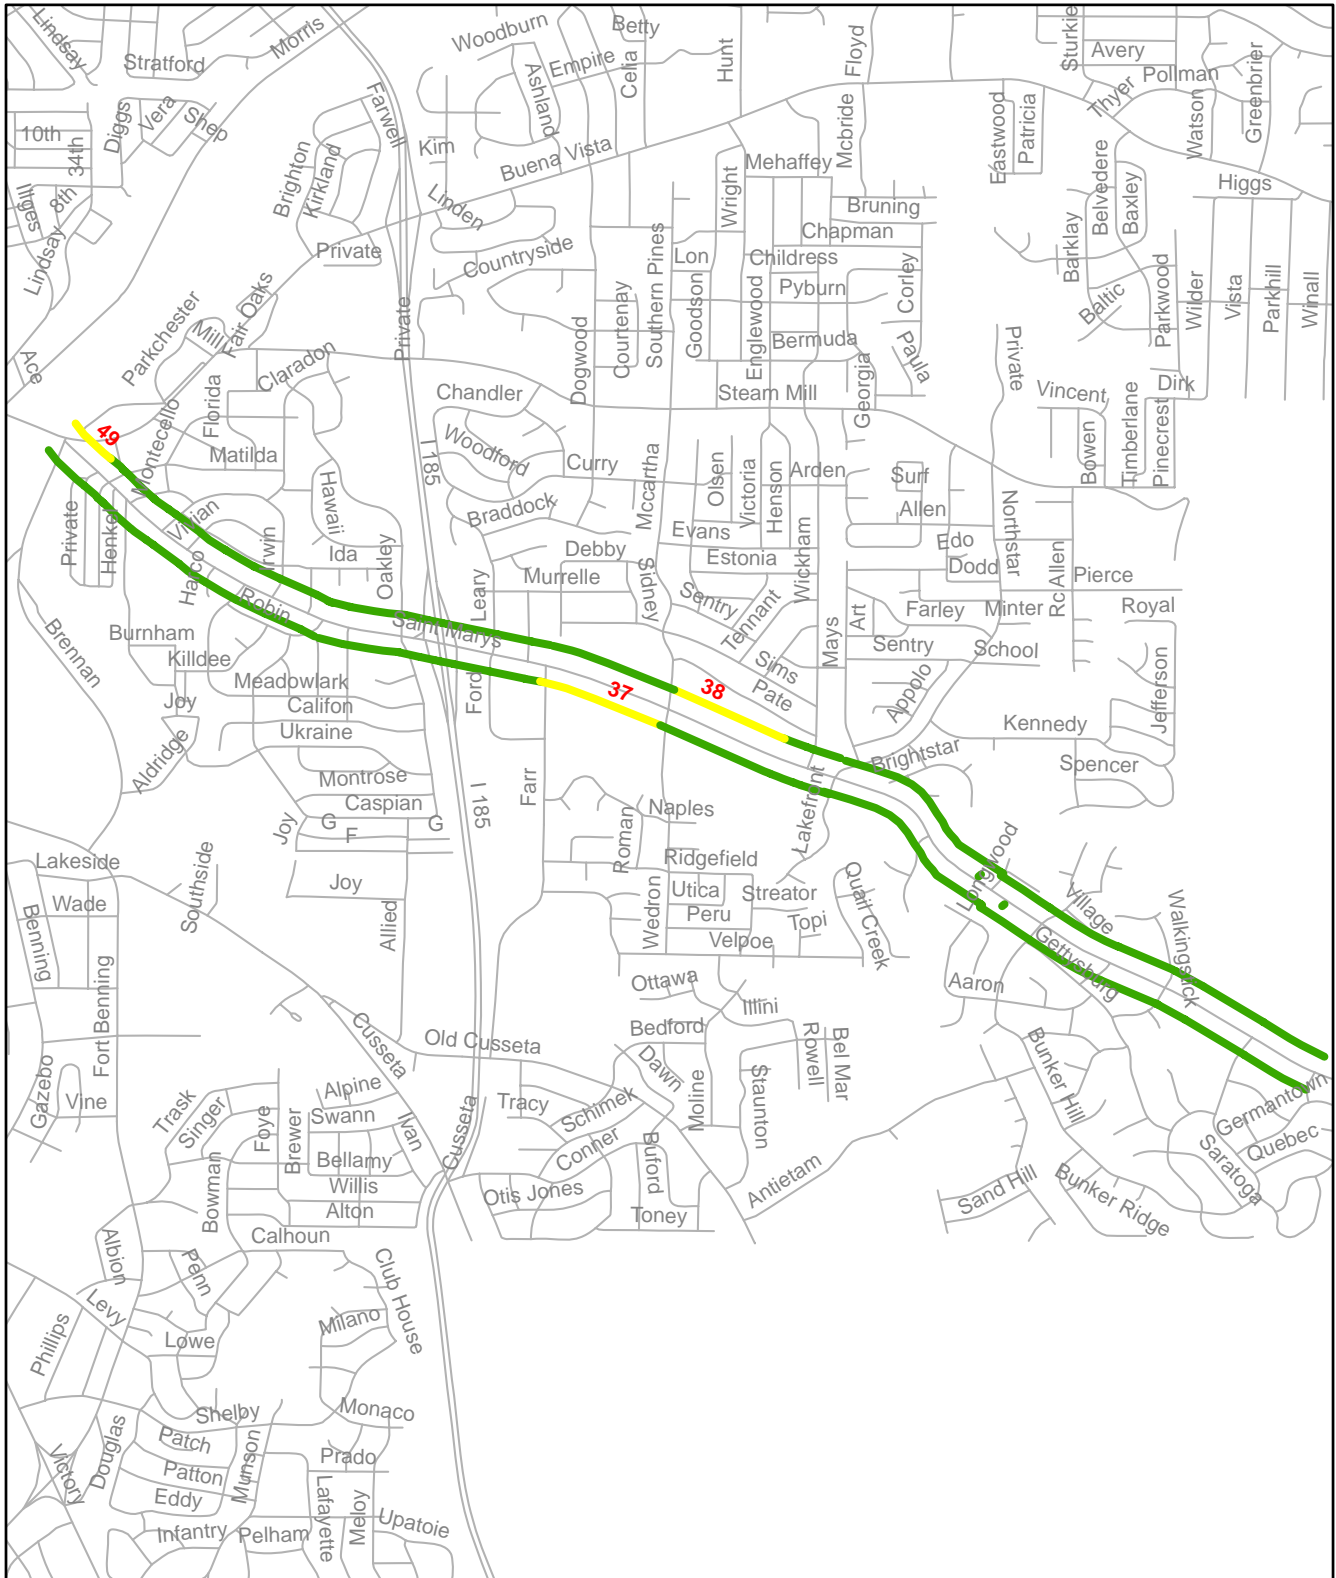 Lindsay
Stratford
Morris
Woodburn
Betty
Empire
Celia
Ashland
Hunt
Floyd
Sturkie
Avery
Pollman
Thyer
Watson
Greenbrier
Farwell
Diggs
Vera
Shep
10th
34th
8th
Illges
Lindsay
Brighton
Kirkland
Kim
Buena Vista
Linden
Mcbride
Mehaffey
Wright
Eastwood
Patricia
Belvedere
Baxley
Barklay
Higgs
Bruning
Chapman
Private
Countryside
Southern Pines
Lon
Childress
Pyburn
Corley
Goodson
Englewood
Bermuda
Courtenay
Dogwood
Baltic
Parkwood
Wilder
Vista
Parkhill
Winall
Ace
Parkchester
Mill
Fair Oaks
Private
Claradon
Chandler
Steam Mill
Georgia
Paula
Private
Vincent
Dirk
Bowen
Timberlane
Pinecrest
49
Montecello
Florida
Matilda
I 185
Woodford
Curry
Mccartha
Olsen
Victoria
Henson
Arden
Surf
Allen
Private
Henkel
Vivian
Hawaii
Braddock
Evans
Estonia
Wickham
Northstar
Edo
Dodd
Rc Allen
Pierce
Harco
Irwin
Ida
Oakley
Leary
Debby
Murrelle
Sidney
Sentry
Tennant
Art
Farley
Minter
Royal
Robin
Saint Marys
Mays
Sentry
School
Brennan
Burnham
Killdee
Joy
Meadowlark
Califon
Ukraine
Ford
37
38
Sims
Pate
Appolo
Kennedy
Jefferson
Aldridge
Montrose
Caspian
I 185
Farr
Lakefront
Brightstar
Spencer
Joy
G
F
G
Roman
Naples
Lakeside
Wade
Southside
Joy
Allied
Ridgefield
Utica
Peru
Streator
Topi
Velpoe
Wedron
Quail Creek
Longwood
Village
Gettysburg
Walkingstick
Benning
Fort Benning
Ottawa
Illini
Aaron
Cusseta
Old Cusseta
Bedford
Dawn
Moline
Staunton
Rowell
Bel Mar
Bunker Hill
Gazebo
Vine
Trask
Singer
Foye
Brewer
Alpine
Swann
Ivan
Cusseta
Tracy
Schimek
Conner
Buford
Germantown
Quebec
Saratoga
Bowman
Bellamy
Willis
Alton
Calhoun
Otis Jones
Toney
Antietam
Sand Hill
Bunker Ridge
Albion
Penn
Club House
Levy
Phillips
Lowe
Milano
Shelby
Monaco
Victory
Douglas
Patch
Patton
Eddy
Munson
Prado
Lafayette
Meloy
Infantry
Pelham
Upatoie